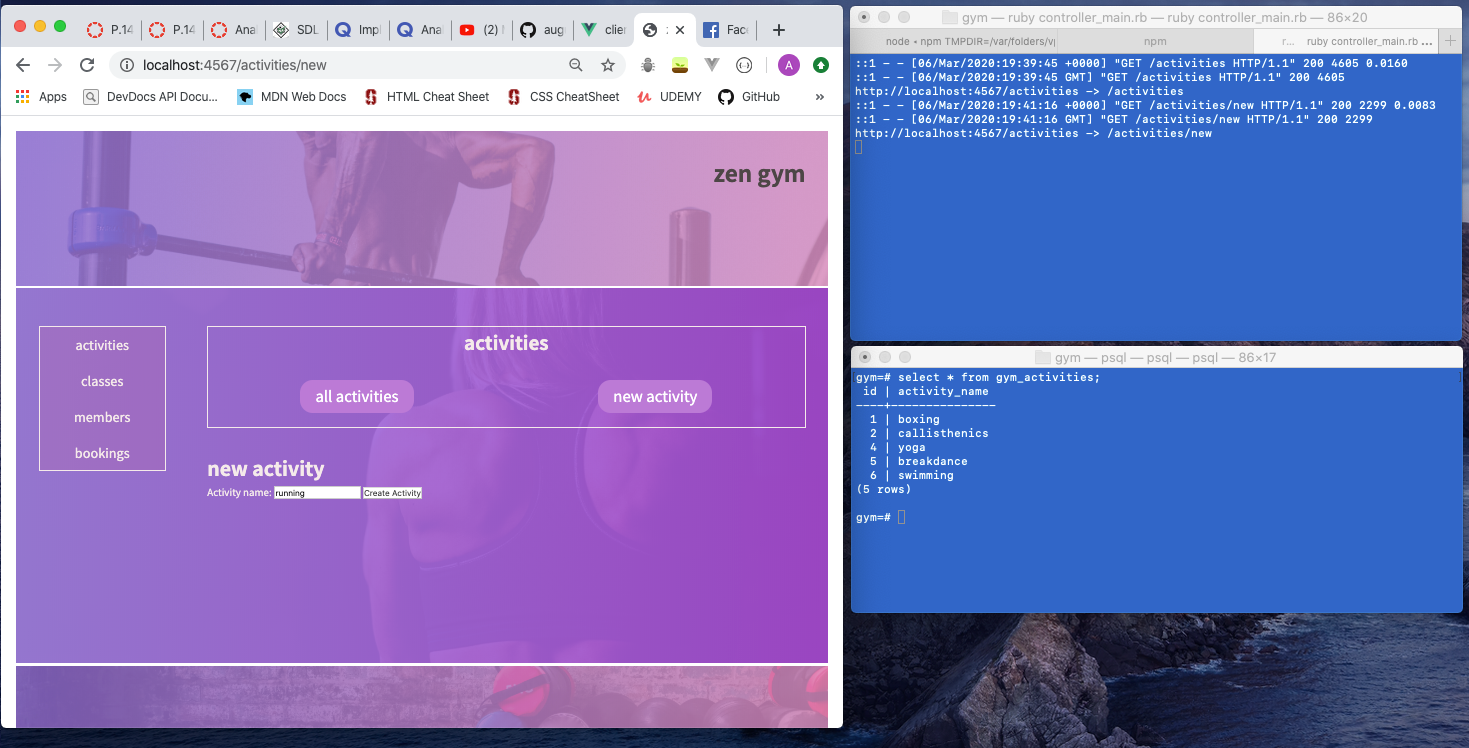 P.14
P.14
Ana
SDL
Impl
Anal
(2)
aug
clien
Face
localhost:4567/activities/new
A
Apps
DevDocs API Docu...
MDN Web Docs
HTML Cheat Sheet
CSS CheatSheet
UDEMY
GitHub
»
zen gym
activities
classes
members
bookings
activities
all activities
new activity
new activity
Activity name: running Create Activity
gym — ruby controller_main.rb — ruby controller_main.rb — 86×20
node • npm TMPDIR=/var/folders/vp
npm
r... ruby controller_main.rb ...
::1 - - [06/Mar/2020:19:39:45 +0000] "GET /activities HTTP/1.1" 200 4605 0.0160
::1 - - [06/Mar/2020:19:39:45 GMT] "GET /activities HTTP/1.1" 200 4605
http://localhost:4567/activities -> /activities
::1 - - [06/Mar/2020:19:41:16 +0000] "GET /activities/new HTTP/1.1" 200 2299 0.0083
::1 - - [06/Mar/2020:19:41:16 GMT] "GET /activities/new HTTP/1.1" 200 2299
http://localhost:4567/activities -> /activities/new
gym — psql — psql — psql — 86×17
gym=# select * from gym_activities;
id | activity_name
----+---------------
1 | boxing
2 | callisthenics
4 | yoga
5 | breakdance
6 | swimming
(5 rows)
gym=#